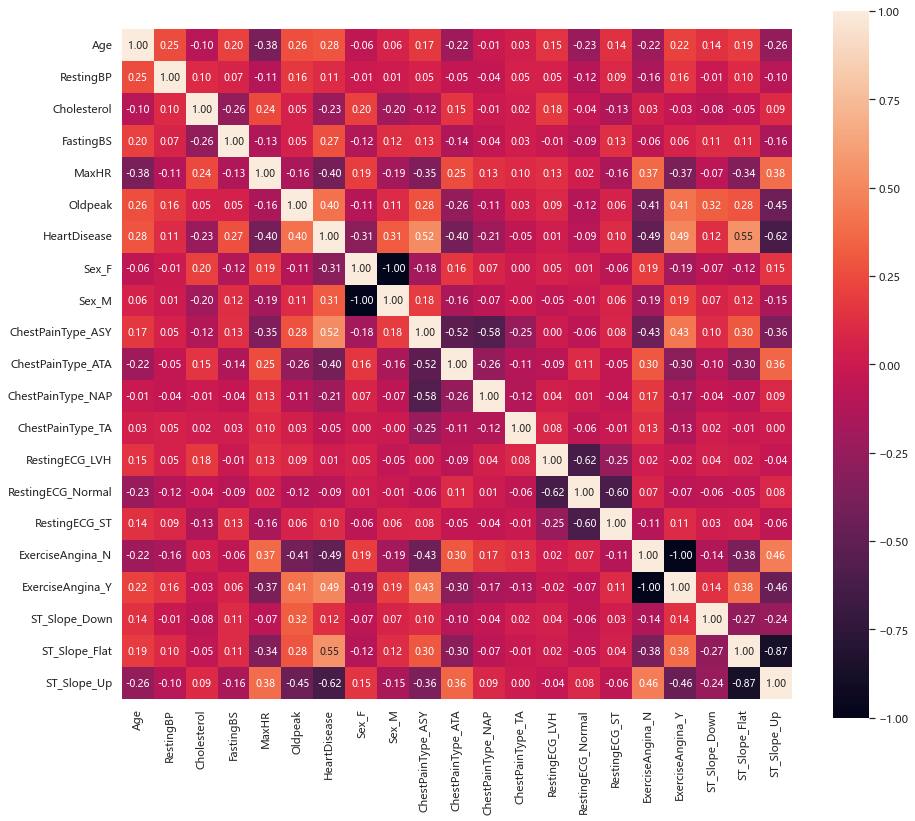 Age 1.00 0.25 -0.10 0.20 -0.38 0.26 0.28 -0.06 0.06 0.17 -0.22 -0.01 0.03 0.15 -0.23 0.14 -0.22 0.22 0.14 0.19 -0.26
RestingBP 0.25 1.00 0.10 0.07 -0.11 0.16 0.11 -0.01 0.01 0.05 -0.05 -0.04 0.05 0.05 -0.12 0.09 -0.16 0.16 -0.01 0.10 -0.10
Cholesterol -0.10 0.10 1.00 -0.26 0.24 0.05 -0.23 0.20 -0.20 -0.12 0.15 -0.01 0.02 0.18 -0.04 -0.13 0.03 -0.03 -0.08 -0.05 0.09
FastingBS 0.20 0.07 -0.26 1.00 -0.13 0.05 0.27 -0.12 0.12 0.13 -0.14 -0.04 0.03 -0.01 -0.09 0.13 -0.06 0.06 0.11 0.11 -0.16
MaxHR -0.38 -0.11 0.24 -0.13 1.00 -0.16 -0.40 0.19 -0.19 -0.35 0.25 0.13 0.10 0.13 0.02 -0.16 0.37 -0.37 -0.07 -0.34 0.38
Oldpeak 0.26 0.16 0.05 0.05 -0.16 1.00 0.40 -0.11 0.11 0.28 -0.26 -0.11 0.03 0.09 -0.12 0.06 -0.41 0.41 0.32 0.28 -0.45
HeartDisease 0.28 0.11 -0.23 0.27 -0.40 0.40 1.00 -0.31 0.31 0.52 -0.40 -0.21 -0.05 0.01 -0.09 0.10 -0.49 0.49 0.12 0.55 -0.62
Sex_F -0.06 -0.01 0.20 -0.12 0.19 -0.11 -0.31 1.00 -1.00 -0.18 0.16 0.07 0.00 0.05 0.01 -0.06 0.19 -0.19 -0.07 -0.12 0.15
Sex_M 0.06 0.01 -0.20 0.12 -0.19 0.11 0.31 -1.00 1.00 0.18 -0.16 -0.07 -0.00 -0.05 -0.01 0.06 -0.19 0.19 0.07 0.12 -0.15
ChestPainType_ASY 0.17 0.05 -0.12 0.13 -0.35 0.28 0.52 -0.18 0.18 1.00 -0.52 -0.58 -0.25 0.00 -0.06 0.08 -0.43 0.43 0.10 0.30 -0.36
ChestPainType_ATA -0.22 -0.05 0.15 -0.14 0.25 -0.26 -0.40 0.16 -0.16 -0.52 1.00 -0.26 -0.11 -0.09 0.11 -0.05 0.30 -0.30 -0.10 -0.30 0.36
ChestPainType_NAP -0.01 -0.04 -0.01 -0.04 0.13 -0.11 -0.21 0.07 -0.07 -0.58 -0.26 1.00 -0.12 0.04 0.01 -0.04 0.17 -0.17 -0.04 -0.07 0.09
ChestPainType_TA 0.03 0.05 0.02 0.03 0.10 0.03 -0.05 0.00 -0.00 -0.25 -0.11 -0.12 1.00 0.08 -0.06 -0.01 0.13 -0.13 0.02 -0.01 0.00
RestingECG_LVH 0.15 0.05 0.18 -0.01 0.13 0.09 0.01 0.05 -0.05 0.00 -0.09 0.04 0.08 1.00 -0.62 -0.25 0.02 -0.02 0.04 0.02 -0.04
RestingECG_Normal -0.23 -0.12 -0.04 -0.09 0.02 -0.12 -0.09 0.01 -0.01 -0.06 0.11 0.01 -0.06 -0.62 1.00 -0.60 0.07 -0.07 -0.06 -0.05 0.08
RestingECG_ST 0.14 0.09 -0.13 0.13 -0.16 0.06 0.10 -0.06 0.06 0.08 -0.05 -0.04 -0.01 -0.25 -0.60 1.00 -0.11 0.11 0.03 0.04 -0.06
ExerciseAngina_N -0.22 -0.16 0.03 -0.06 0.37 -0.41 -0.49 0.19 -0.19 -0.43 0.30 0.17 0.13 0.02 0.07 -0.11 1.00 -1.00 -0.14 -0.38 0.46
ExerciseAngina_Y 0.22 0.16 -0.03 0.06 -0.37 0.41 0.49 -0.19 0.19 0.43 -0.30 -0.17 -0.13 -0.02 -0.07 0.11 -1.00 1.00 0.14 0.38 -0.46
ST_Slope_Down 0.14 -0.01 -0.08 0.11 -0.07 0.32 0.12 -0.07 0.07 0.10 -0.10 -0.04 0.02 0.04 -0.06 0.03 -0.14 0.14 1.00 -0.27 -0.24
ST_Slope_Flat 0.19 0.10 -0.05 0.11 -0.34 0.28 0.55 -0.12 0.12 0.30 -0.30 -0.07 -0.01 0.02 -0.05 0.04 -0.38 0.38 -0.27 1.00 -0.87
ST_Slope_Up -0.26 -0.10 0.09 -0.16 0.38 -0.45 -0.62 0.15 -0.15 -0.36 0.36 0.09 0.00 -0.04 0.08 -0.06 0.46 -0.46 -0.24 -0.87 1.00
Age
RestingBP
Cholesterol
FastingBS
MaxHR
Oldpeak
HeartDisease
Sex_F
Sex_M
ChestPainType_ASY
ChestPainType_ATA
ChestPainType_NAP
ChestPainType_TA
RestingECG_LVH
RestingECG_Normal
RestingECG_ST
ExerciseAngina_N
ExerciseAngina_Y
ST_Slope_Down
ST_Slope_Flat
ST_Slope_Up
1.00
0.75
0.50
0.25
0.00
−0.25
−0.50
−0.75
−1.00